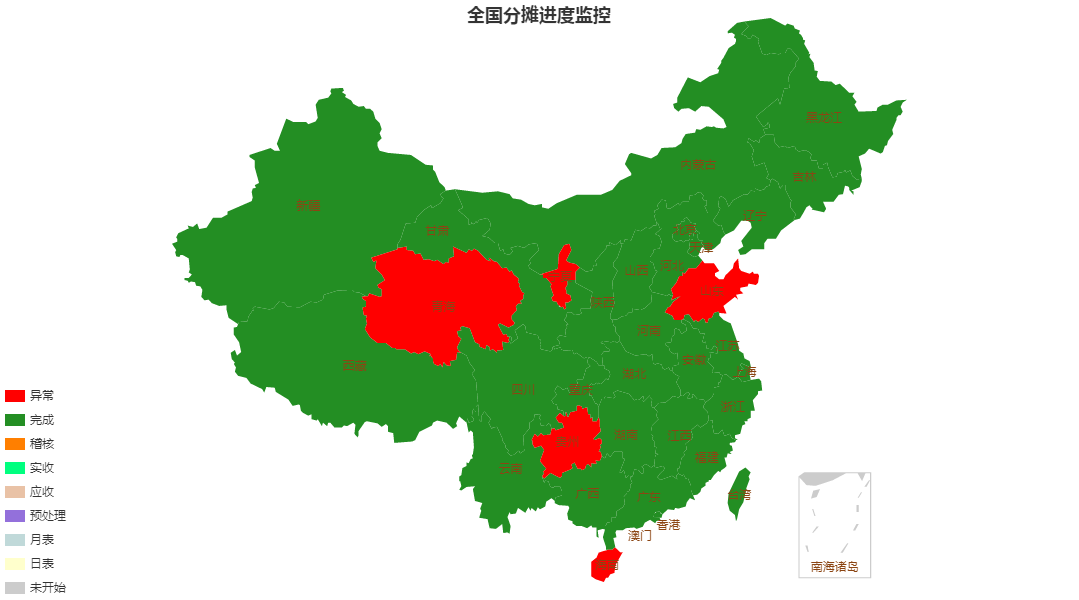 全国分摊进度监控
黑龙江
内蒙古
吉林
新疆
辽宁
甘肃
北京
天津
河北
山西
宁夏
山东
青海
陕西
河南
江苏
安徽
西藏
上海
湖北
四川
重庆
浙江
湖南
江西
贵州
福建
云南
广西
广东
台湾
香港
澳门
海南
南海诸岛
异常
完成
稽核
实收
应收
预处理
月表
日表
未开始